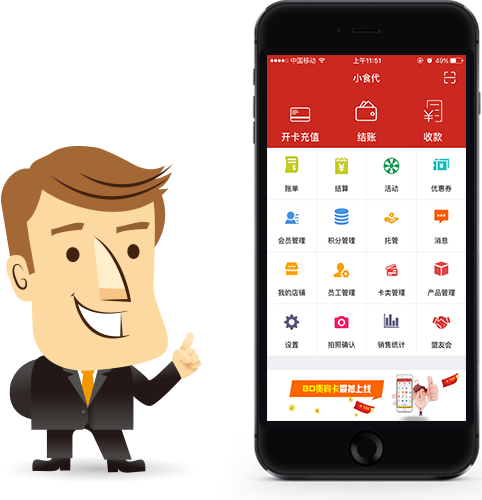 中国移动 上午11:51 49%
小食代
开卡充值 结账 收款
账单 结算 活动 优惠券
会员管理 积分管理 托管 消息
我的店铺 员工管理 卡类管理 产品管理
设置 拍照确认 销售统计 盟友会
BD贵宾卡震撼上线